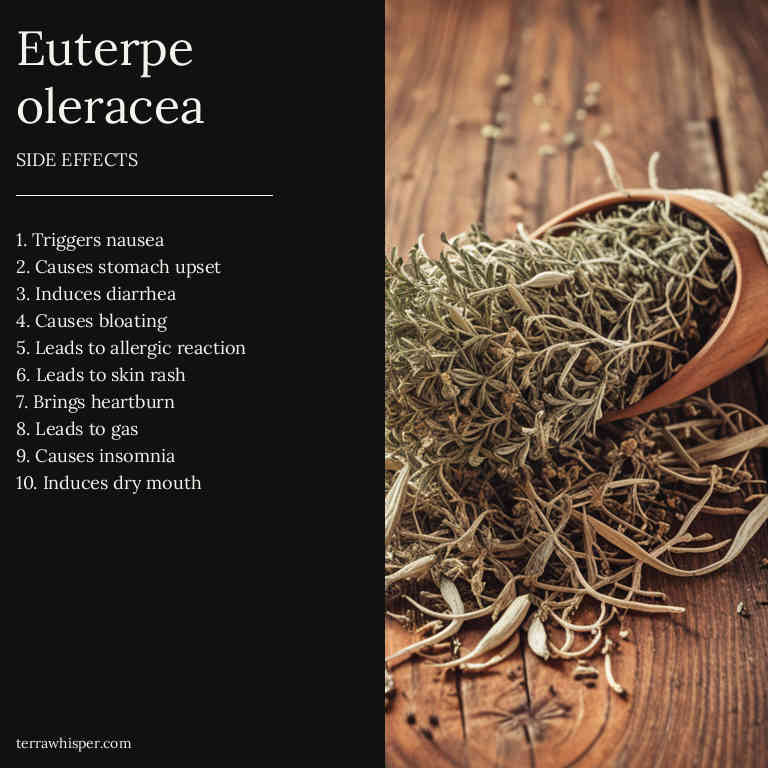 Euterpe
oleracea
SIDE EFFECTS
1. Triggers nausea
2. Causes stomach upset
3. Induces diarrhea
4. Causes bloating
5. Leads to allergic reaction
6. Leads to skin rash
7. Brings heartburn
8. Leads to gas
9. Causes insomnia
10. Induces dry mouth
terrawhisper.com